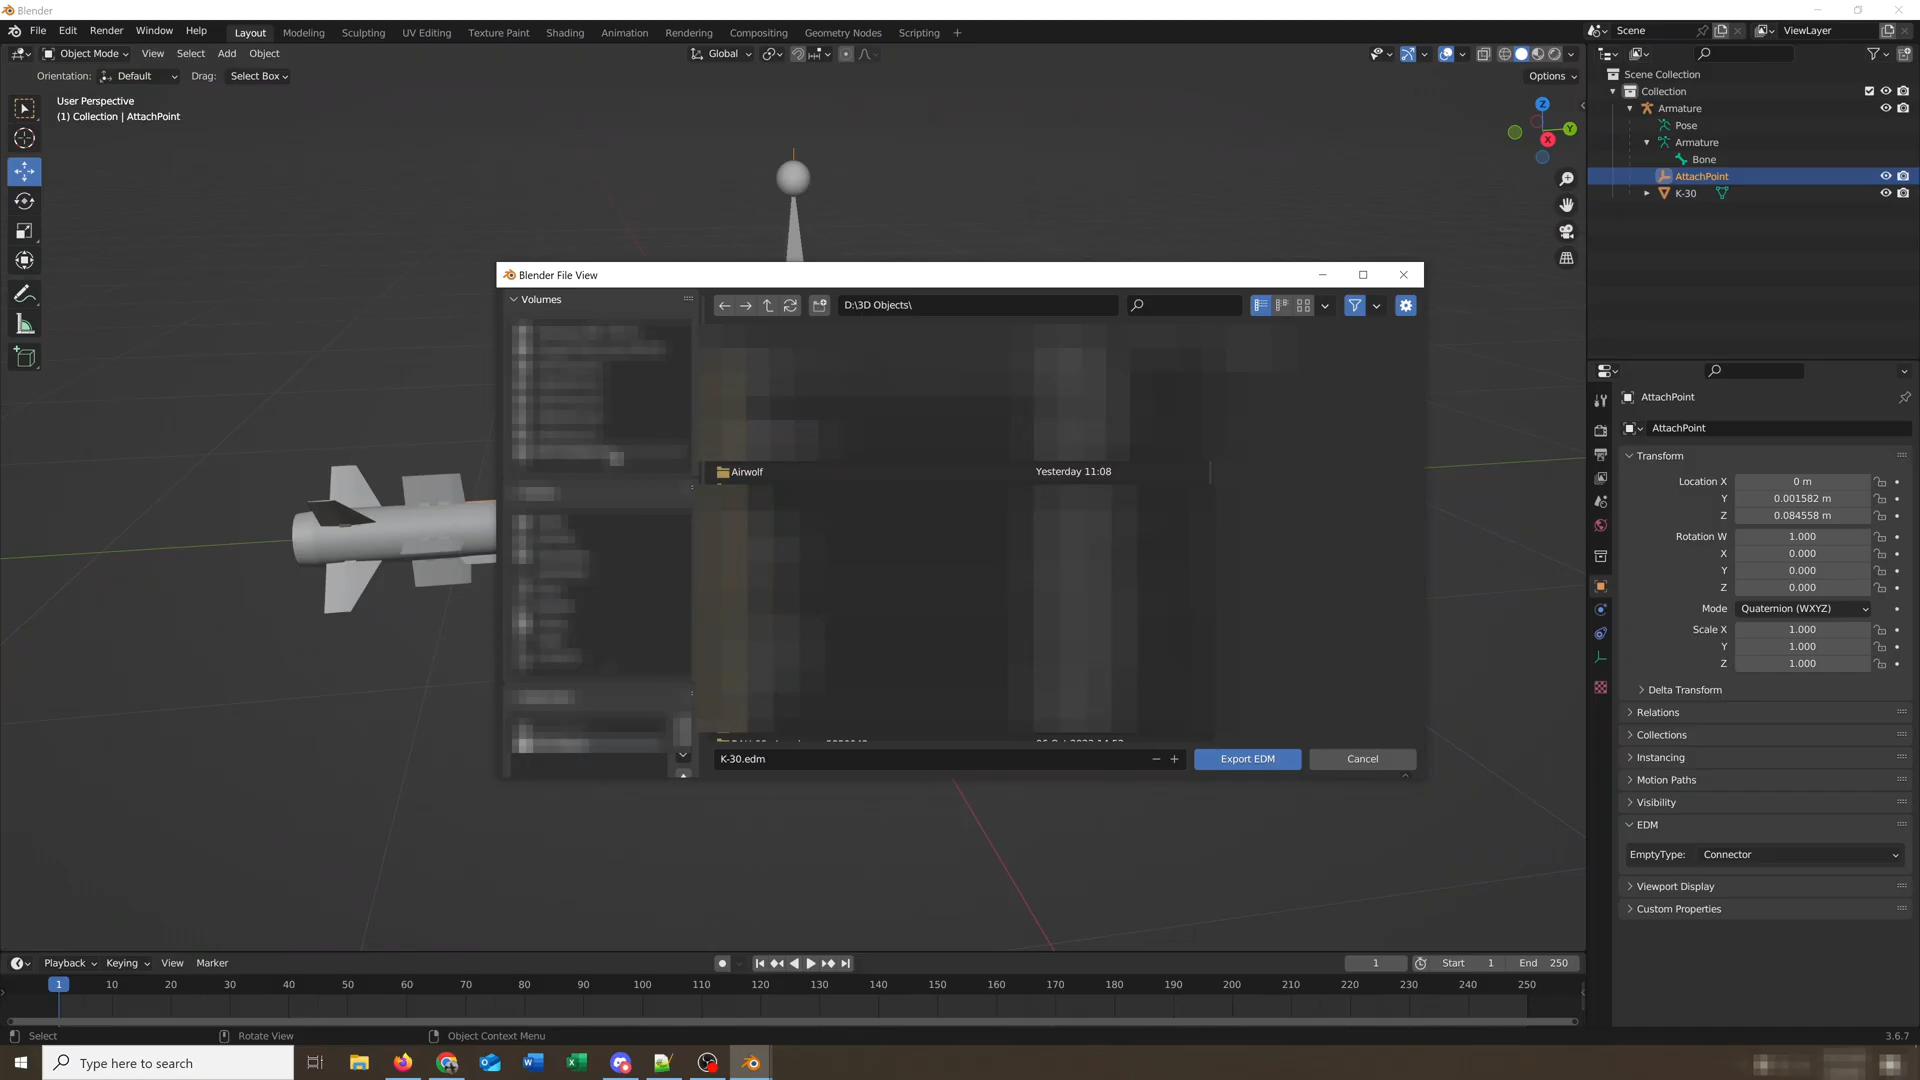 Blender
File Edit Render Window Help Layout Modeling Sculpting UV Editing Texture Paint Shading Animation Rendering Compositing Geometry Nodes Scripting + Scene ViewLayer
Object Mode View Select Add Object Global
Orientation: Default Drag: Select Box Options
User Perspective
(1) Collection | AttachPoint
Z
Y
X
Scene Collection
Collection
Armature
Pose
Armature
Bone
AttachPoint
K-30
Blender File View
Volumes
D:\3D Objects\
Airwolf Yesterday 11:08
K-30.edm Export EDM Cancel
AttachPoint
AttachPoint
Transform
Location X 0 m
Y 0.001582 m
Z 0.084558 m
Rotation W 1.000
X 0.000
Y 0.000
Z 0.000
Mode Quaternion (WXYZ)
Scale X 1.000
Y 1.000
Z 1.000
Delta Transform
Relations
Collections
Instancing
Motion Paths
Visibility
EDM
EmptyType: Connector
Viewport Display
Custom Properties
Playback Keying View Marker 1 Start 1 End 250
1 10 20 30 40 50 60 70 80 90 100 110 120 130 140 150 160 170 180 190 200 210 220 230 240 250
Select Rotate View Object Context Menu 3.6.7
Type here to search